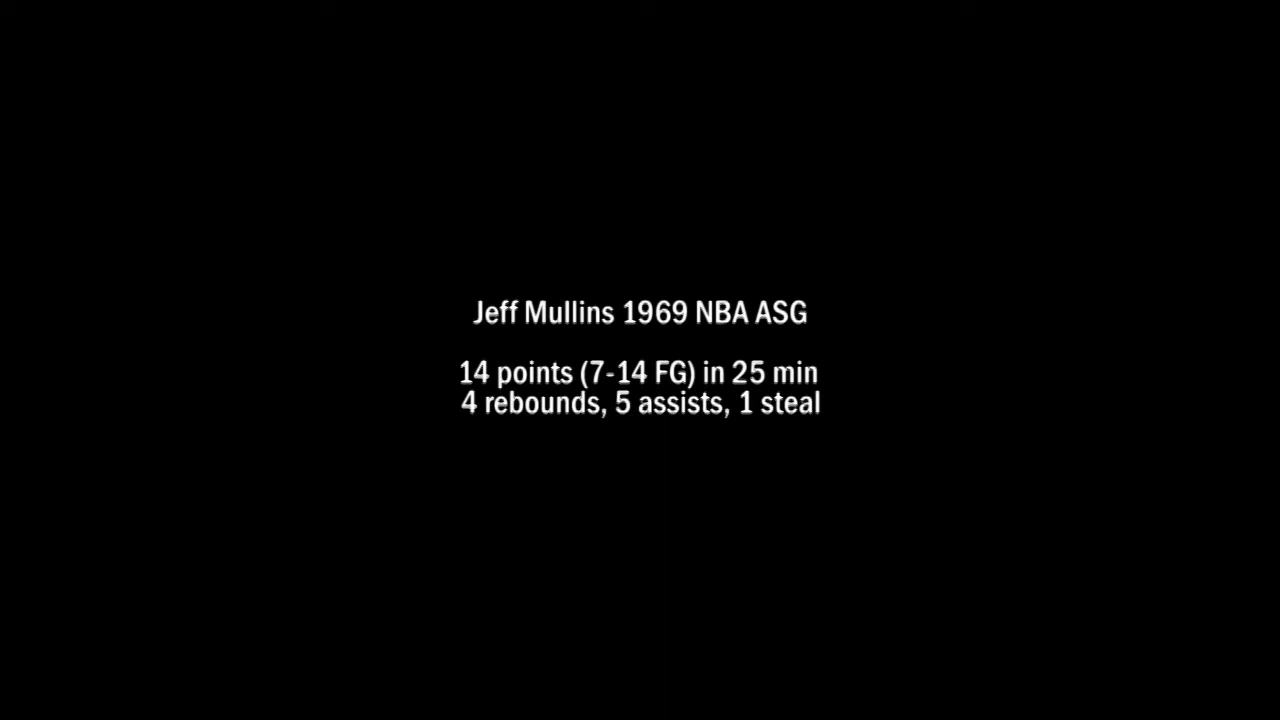 Jeff Mullins 1969 NBA ASG
14 points (7-14 FG) in 25 min
4 rebounds, 5 assists, 1 steal